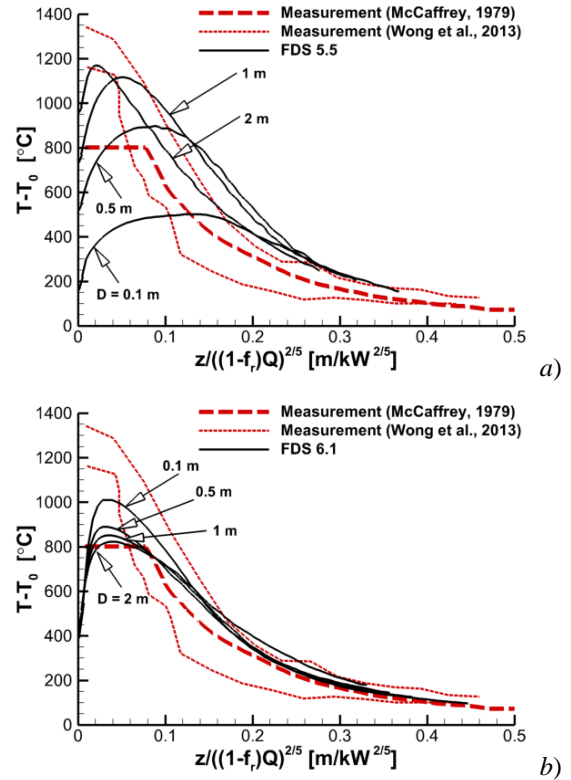 Measurement (McCaffrey, 1979)
Measurement (Wong et al., 2013)
FDS 5.5
1400
1200
1000
800
600
400
200
0
T-T0 [°C]
1 m
2 m
0.5 m
D = 0.1 m
0 0.1 0.2 0.3 0.4 0.5
z/((1-fr)Q)2/5 [m/kW2/5]
a)
Measurement (McCaffrey, 1979)
Measurement (Wong et al., 2013)
FDS 6.1
1400
1200
1000
800
600
400
200
0
T-T0 [°C]
0.1 m
0.5 m
1 m
D = 2 m
0 0.1 0.2 0.3 0.4 0.5
z/((1-fr)Q)2/5 [m/kW2/5]
b)